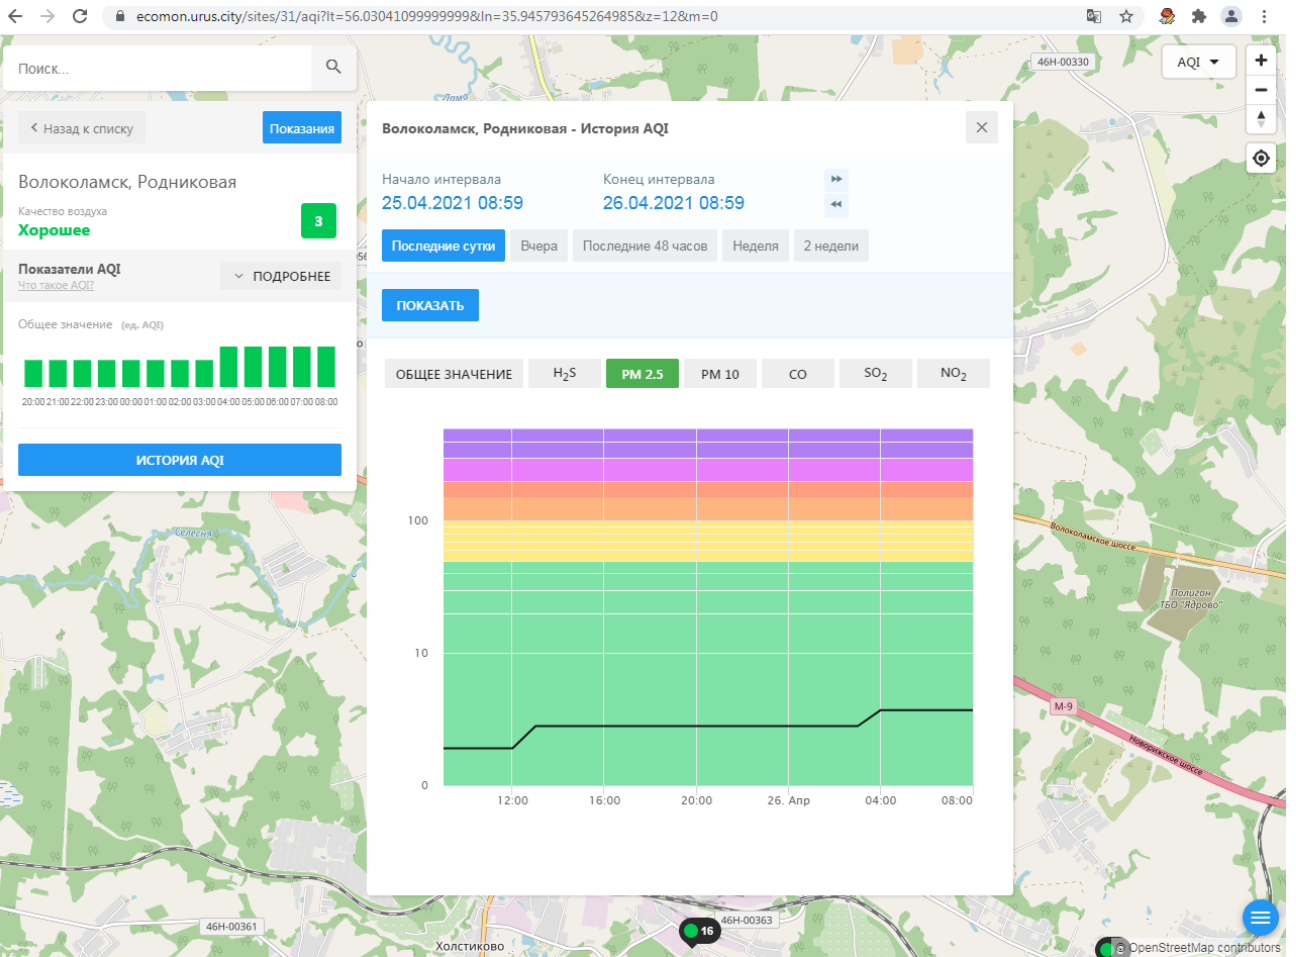 ecomon.urus.city/sites/31/aqi?lt=56.03041099999999&ln=35.945793645264985&z=12&m=0
Поиск...
46Н-00330
AQI
Назад к списку
Показания
Волоколамск, Родниковая - История AQI
Волоколамск, Родниковая
Качество воздуха
Хорошее
3
Начало интервала
Конец интервала
25.04.2021 08:59
26.04.2021 08:59
Последние сутки
Вчера
Последние 48 часов
Неделя
2 недели
Показатели AQI
Что такое AQI?
ПОДРОБНЕЕ
ПОКАЗАТЬ
Общее значение (ед. AQI)
20:00 21:00 22:00 23:00 00:00 01:00 02:00 03:00 04:00 05:00 06:00 07:00 08:00
ИСТОРИЯ AQI
ОБЩЕЕ ЗНАЧЕНИЕ
H2S
PM 2.5
PM 10
CO
SO2
NO2
100
10
0
12:00
16:00
20:00
26. Апр
04:00
08:00
Селесня
Волоколамское шоссе
Полигон
ТБО "Ядрово"
М-9
Новорижское шоссе
46Н-00361
46Н-00363
16
Холстиково
© OpenStreetMap contributors